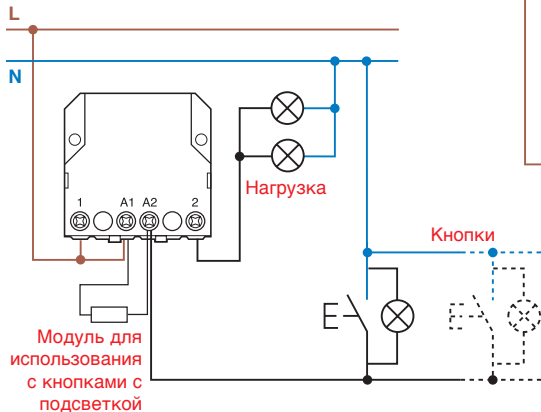 L
N
1
A1
A2
2
Нагрузка
Кнопки
Модуль для
использования
с кнопками с
подсветкой